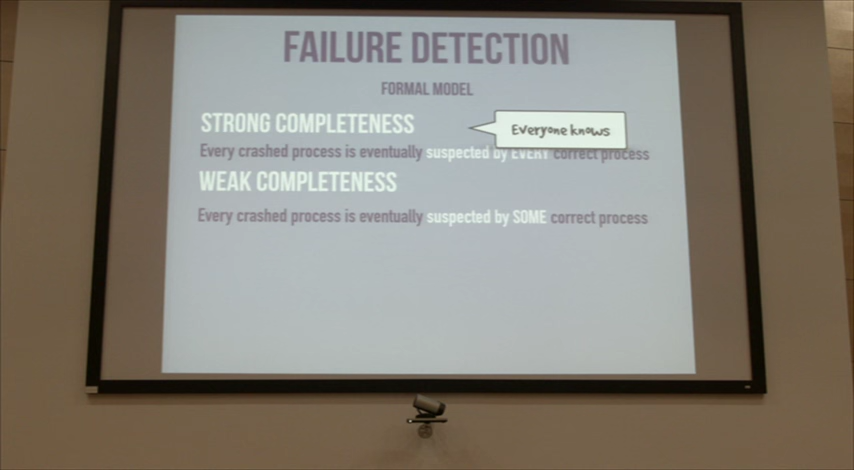 FAILURE DETECTION
FORMAL MODEL
STRONG COMPLETENESS
Everyone knows
Every crashed process is eventually suspected by EVERY correct process
WEAK COMPLETENESS
Every crashed process is eventually suspected by SOME correct process